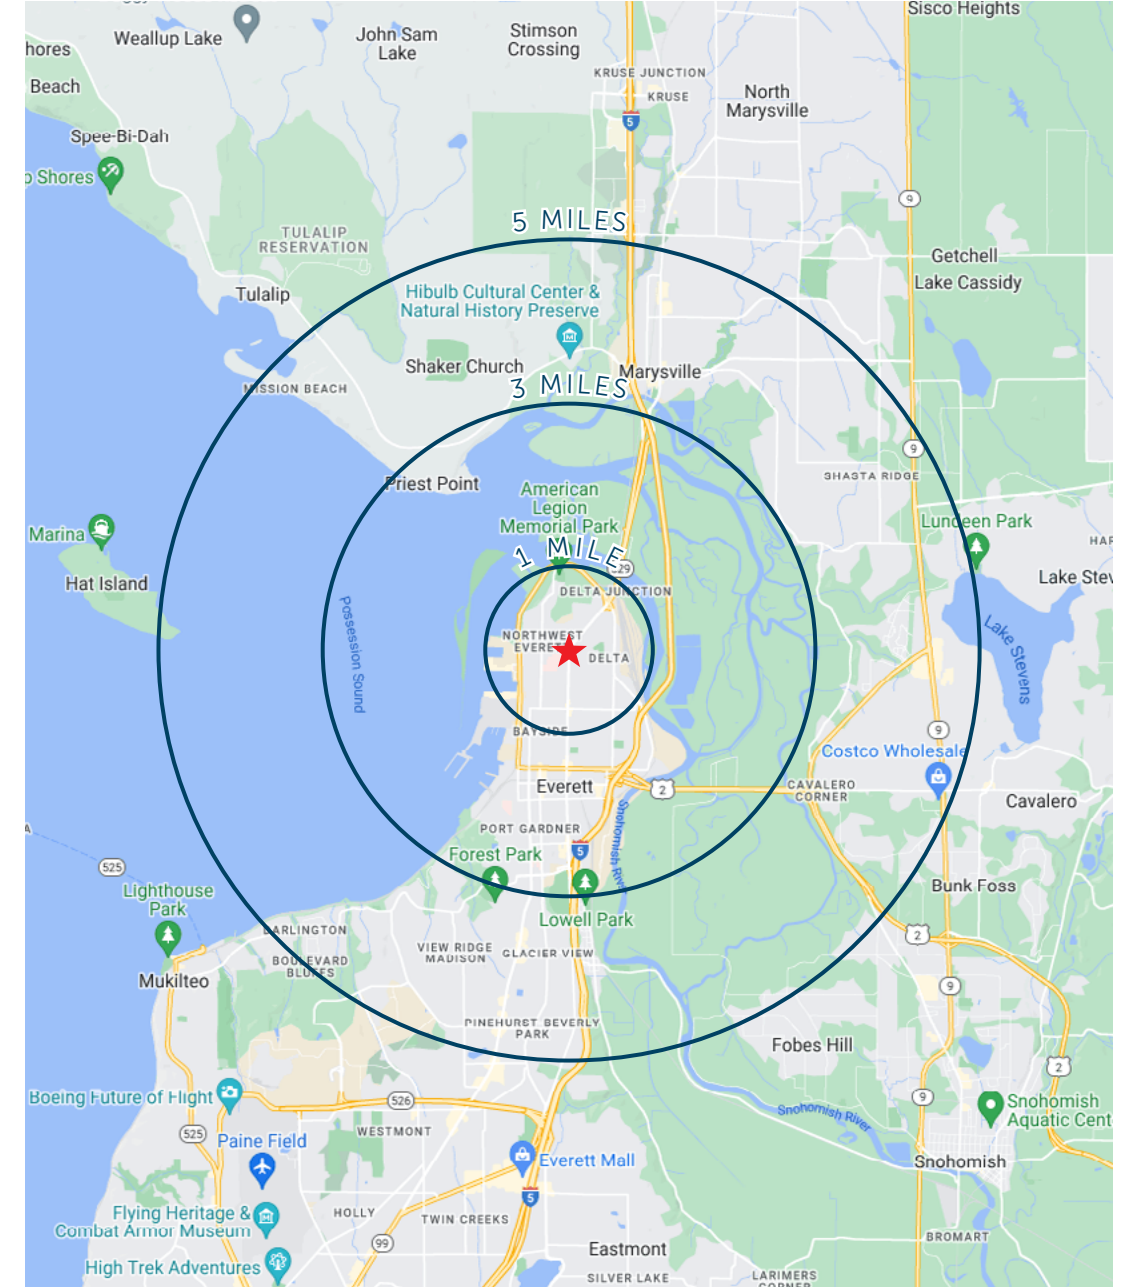 Sisco Heights
Weallup Lake
John Sam
Lake
Stimson
Crossing
hores
Beach
KRUSE JUNCTION
KRUSE
North
Marysville
5
Spee-Bi-Dah
Shores
9
5 MILES
TULALIP
RESERVATION
Getchell
Lake Cassidy
Tulalip
Hibulb Cultural Center &
Natural History Preserve
Shaker Church
Marysville
MISSION BEACH
3 MILES
9
SHASTA RIDGE
Priest Point
American
Legion
Memorial Park
Lundeen Park
Marina
1 MILE
HAR
Hat Island
529
Lake Stev
DELTA JUNCTION
Possession Sound
NORTHWEST
EVERETT
DELTA
Lake Stevens
BAYSIDE
9
Costco Wholesale
Everett
2
CAVALERO
CORNER
Cavalero
PORT GARDNER
Snohomish River
5
Forest Park
525
Lighthouse
Park
Bunk Foss
Lowell Park
DARLINGTON
2
VIEW RIDGE
MADISON
GLACIER VIEW
BOULEVARD
BLUFFS
Mukilteo
9
PINEHURST BEVERLY
PARK
Fobes Hill
2
Boeing Future of Flight
526
9
Snohomish
Aquatic Cent
Snohomish River
525
WESTMONT
Paine Field
Everett Mall
Snohomish
5
Flying Heritage &
Combat Armor Museum
HOLLY
TWIN CREEKS
99
BROMART
Eastmont
High Trek Adventures
SILVER LAKE
LARIMERS
CORNER